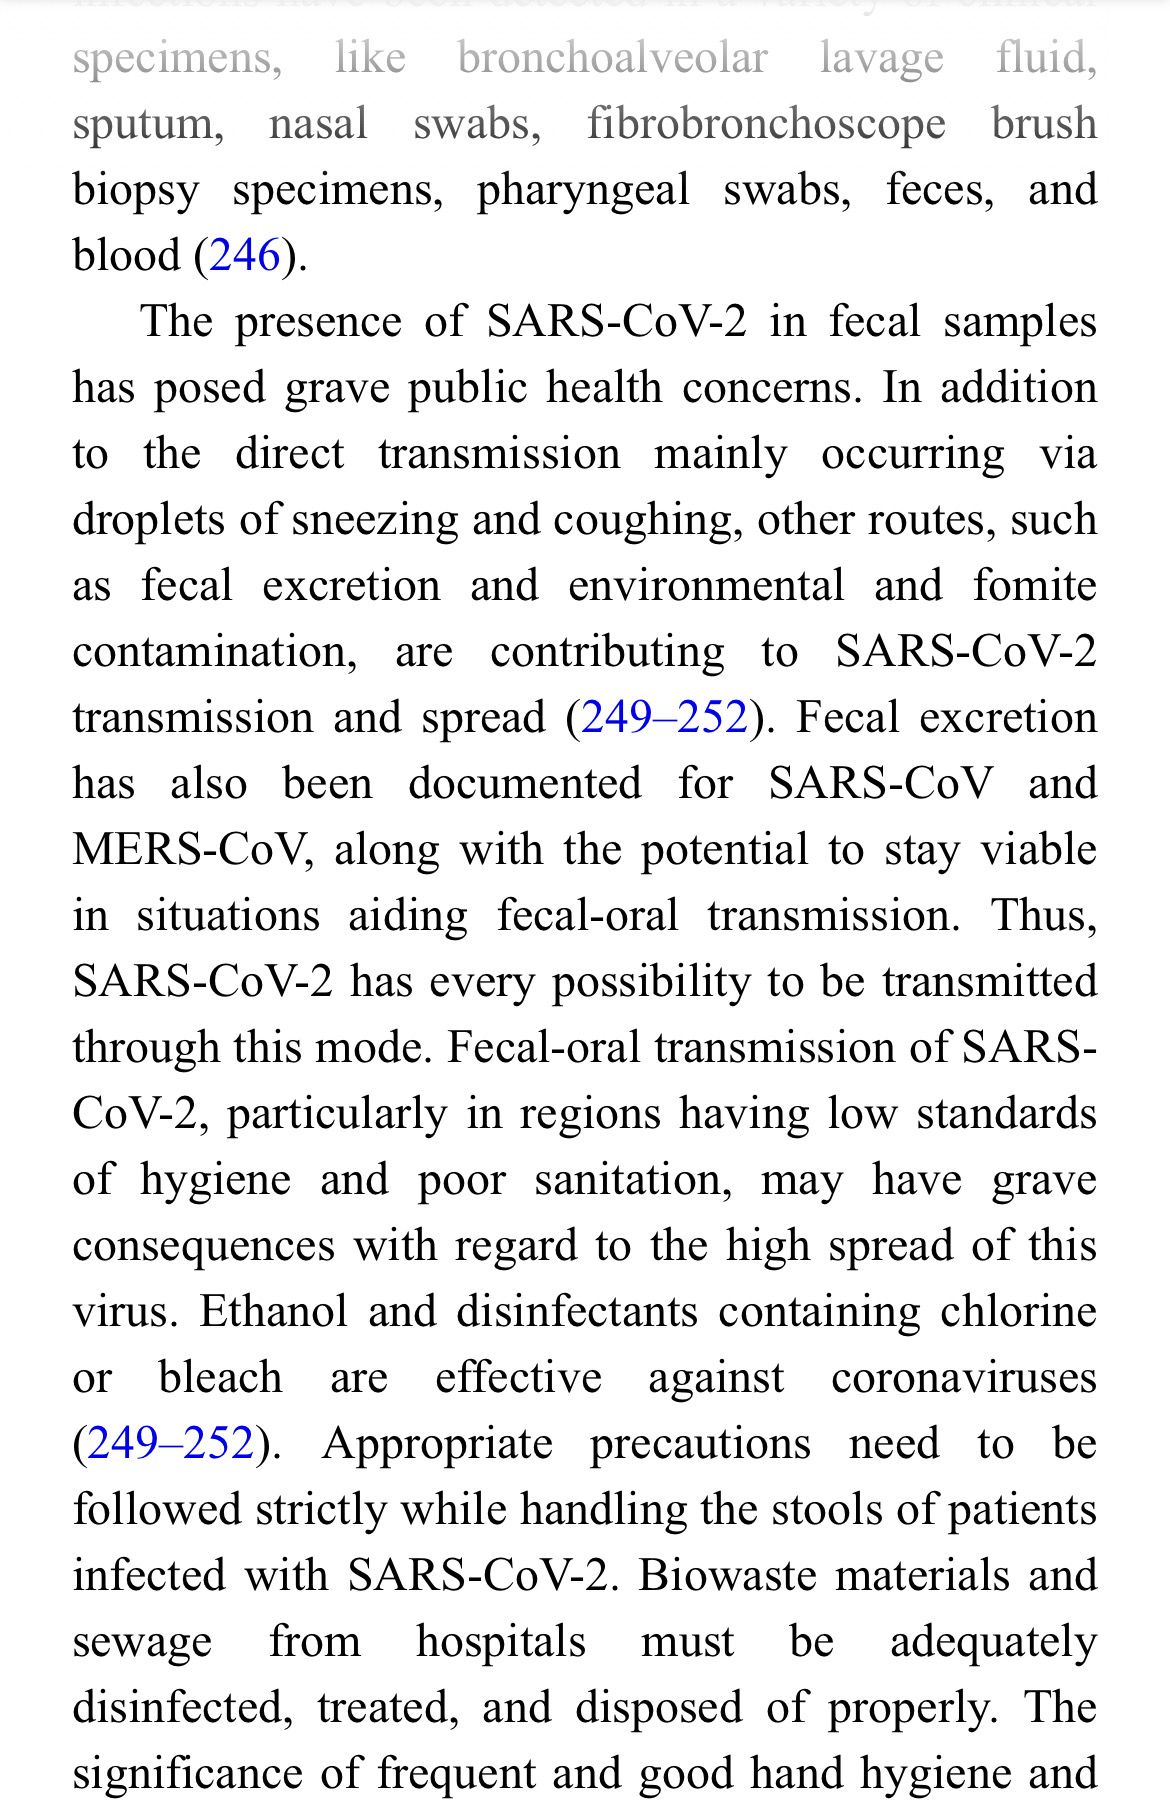 specimens, like bronchoalveolar lavage fluid,
sputum, nasal swabs, fibrobronchoscope brush
biopsy specimens, pharyngeal swabs, feces, and
blood (246).
The presence of SARS-CoV-2 in fecal samples
has posed grave public health concerns. In addition
to the direct transmission mainly occurring via
droplets of sneezing and coughing, other routes, such
as fecal excretion and environmental and fomite
contamination, are contributing to SARS-CoV-2
transmission and spread (249–252). Fecal excretion
has also been documented for SARS-CoV and
MERS-CoV, along with the potential to stay viable
in situations aiding fecal-oral transmission. Thus,
SARS-CoV-2 has every possibility to be transmitted
through this mode. Fecal-oral transmission of SARS-
CoV-2, particularly in regions having low standards
of hygiene and poor sanitation, may have grave
consequences with regard to the high spread of this
virus. Ethanol and disinfectants containing chlorine
or bleach are effective against coronaviruses
(249–252). Appropriate precautions need to be
followed strictly while handling the stools of patients
infected with SARS-CoV-2. Biowaste materials and
sewage from hospitals must be adequately
disinfected, treated, and disposed of properly. The
significance of frequent and good hand hygiene and